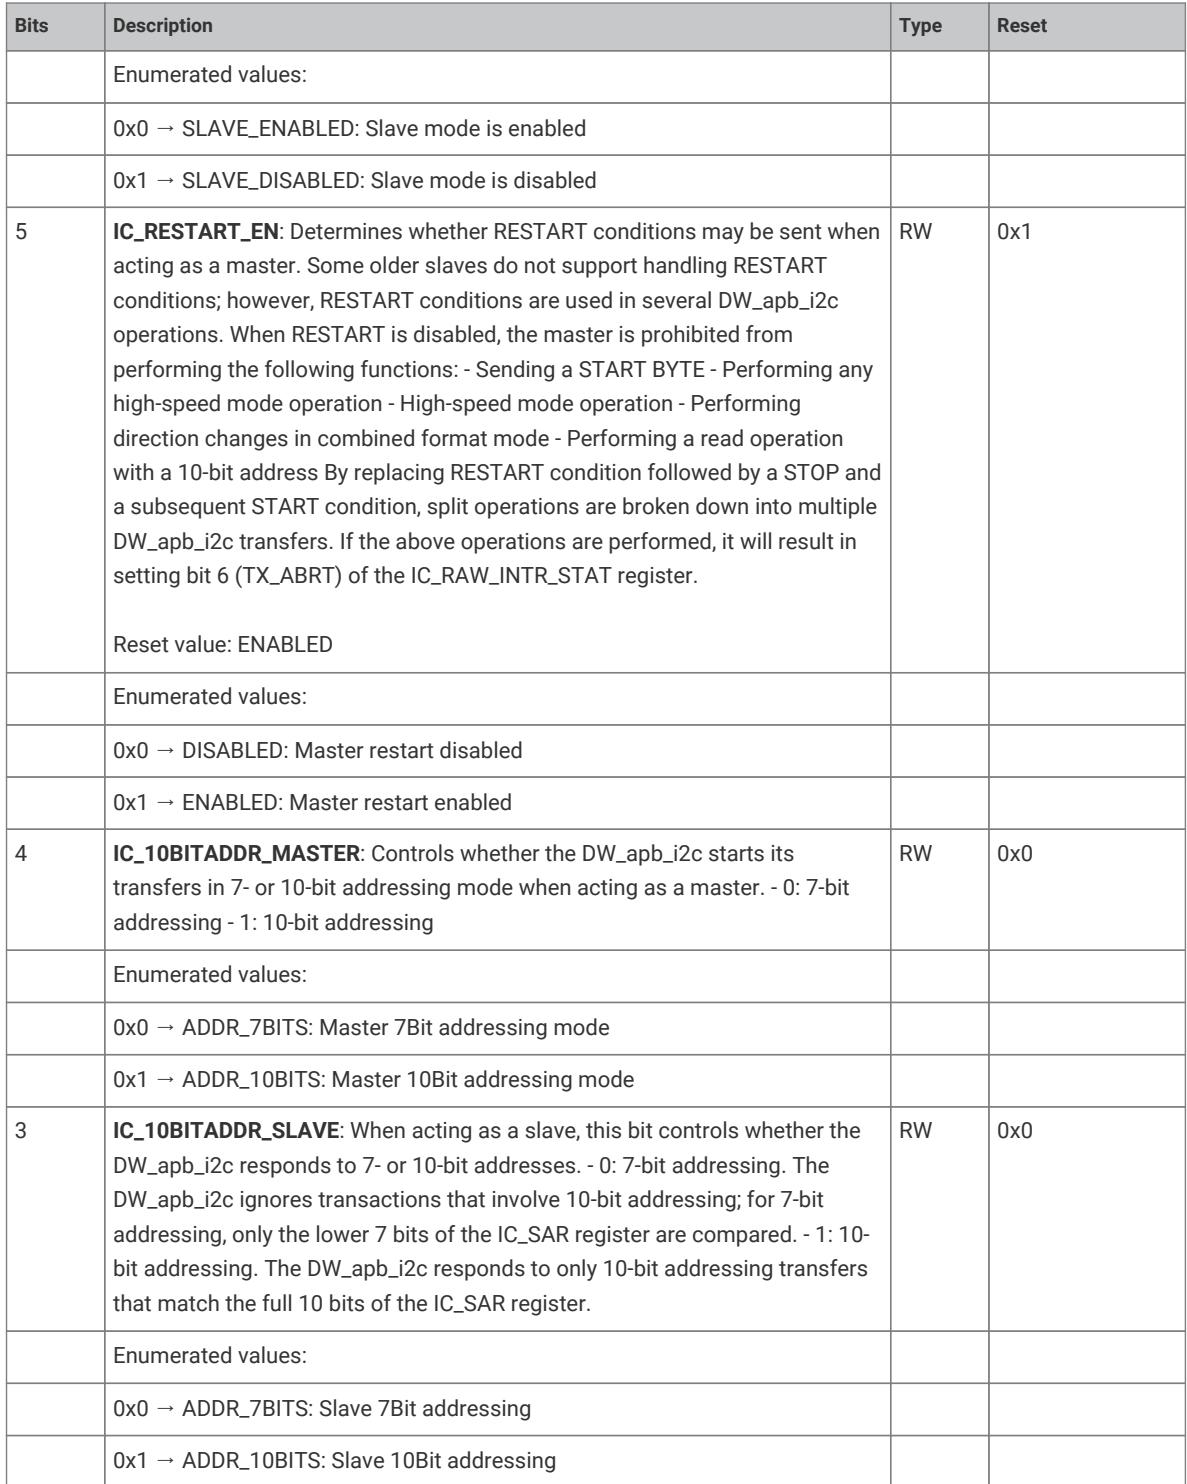 Bits Description Type Reset
Enumerated values:
0x0 → SLAVE_ENABLED: Slave mode is enabled
0x1 → SLAVE_DISABLED: Slave mode is disabled
5 IC_RESTART_EN: Determines whether RESTART conditions may be sent when RW 0x1
acting as a master. Some older slaves do not support handling RESTART
conditions; however, RESTART conditions are used in several DW_apb_i2c
operations. When RESTART is disabled, the master is prohibited from
performing the following functions: - Sending a START BYTE - Performing any
high-speed mode operation - High-speed mode operation - Performing
direction changes in combined format mode - Performing a read operation
with a 10-bit address By replacing RESTART condition followed by a STOP and
a subsequent START condition, split operations are broken down into multiple
DW_apb_i2c transfers. If the above operations are performed, it will result in
setting bit 6 (TX_ABRT) of the IC_RAW_INTR_STAT register.
Reset value: ENABLED
Enumerated values:
0x0 → DISABLED: Master restart disabled
0x1 → ENABLED: Master restart enabled
4 IC_10BITADDR_MASTER: Controls whether the DW_apb_i2c starts its RW 0x0
transfers in 7- or 10-bit addressing mode when acting as a master. - 0: 7-bit
addressing - 1: 10-bit addressing
Enumerated values:
0x0 → ADDR_7BITS: Master 7Bit addressing mode
0x1 → ADDR_10BITS: Master 10Bit addressing mode
3 IC_10BITADDR_SLAVE: When acting as a slave, this bit controls whether the RW 0x0
DW_apb_i2c responds to 7- or 10-bit addresses. - 0: 7-bit addressing. The
DW_apb_i2c ignores transactions that involve 10-bit addressing; for 7-bit
addressing, only the lower 7 bits of the IC_SAR register are compared. - 1: 10-
bit addressing. The DW_apb_i2c responds to only 10-bit addressing transfers
that match the full 10 bits of the IC_SAR register.
Enumerated values:
0x0 → ADDR_7BITS: Slave 7Bit addressing
0x1 → ADDR_10BITS: Slave 10Bit addressing